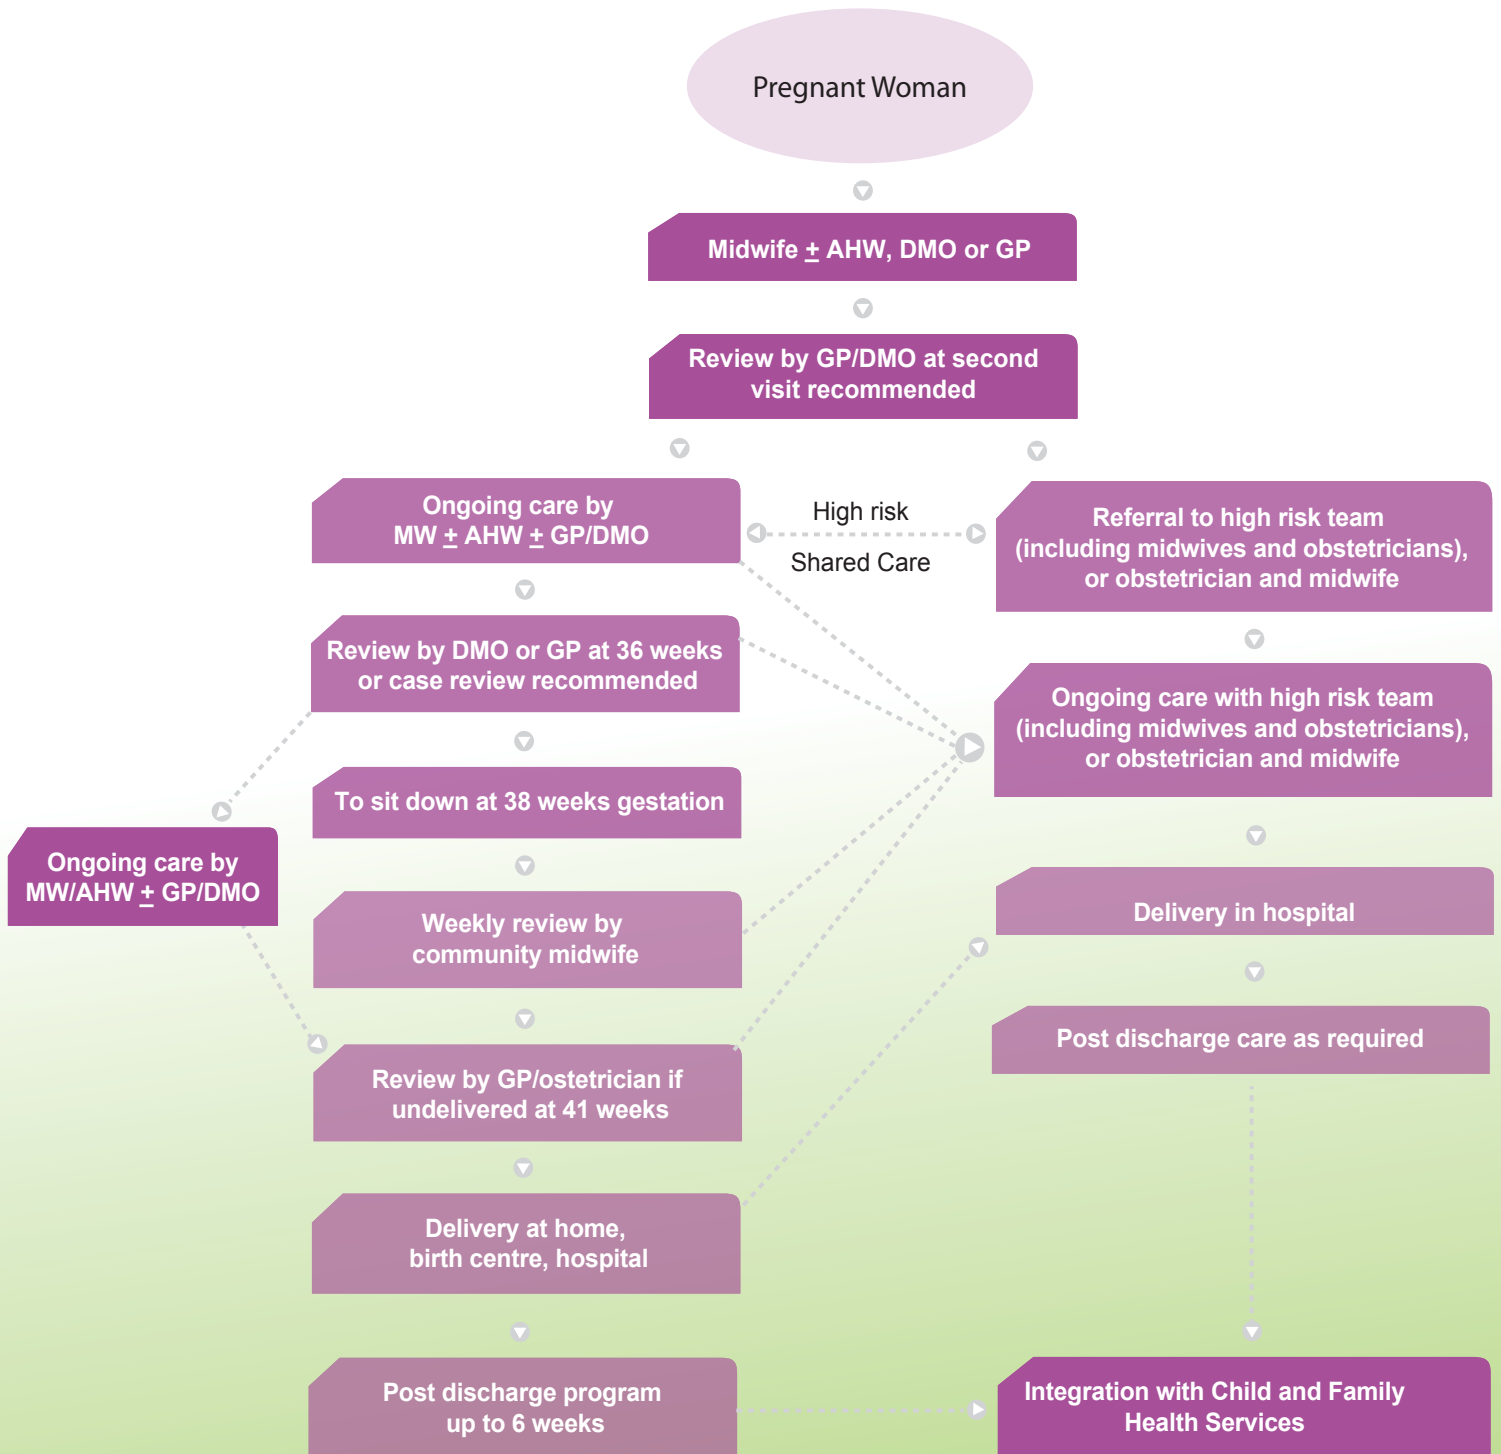 Pregnant Woman
Midwife ± AHW, DMO or GP
Review by GP/DMO at second
visit recommended
Ongoing care by
MW ± AHW ± GP/DMO
High risk
Shared Care
Referral to high risk team
(including midwives and obstetricians),
or obstetrician and midwife
Review by DMO or GP at 36 weeks
or case review recommended
Ongoing care with high risk team
(including midwives and obstetricians),
or obstetrician and midwife
To sit down at 38 weeks gestation
Ongoing care by
MW/AHW ± GP/DMO
Weekly review by
community midwife
Delivery in hospital
Post discharge care as required
Review by GP/ostetrician if
undelivered at 41 weeks
Delivery at home,
birth centre, hospital
Post discharge program
up to 6 weeks
Integration with Child and Family
Health Services